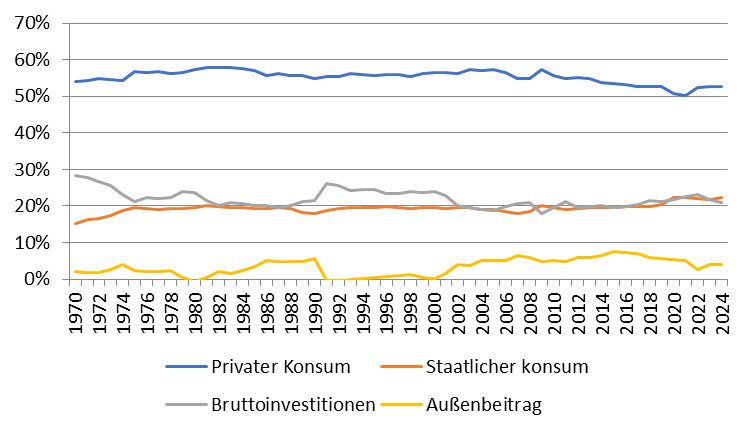 70%
60%
50%
40%
30%
20%
10%
0%
1970 1972 1974 1976 1978 1980 1982 1984 1986 1988 1990 1992 1994 1996 1998 2000 2002 2004 2006 2008 2010 2012 2014 2016 2018 2020 2022 2024
Privater Konsum Staatlicher konsum
Bruttoinvestitionen Außenbeitrag